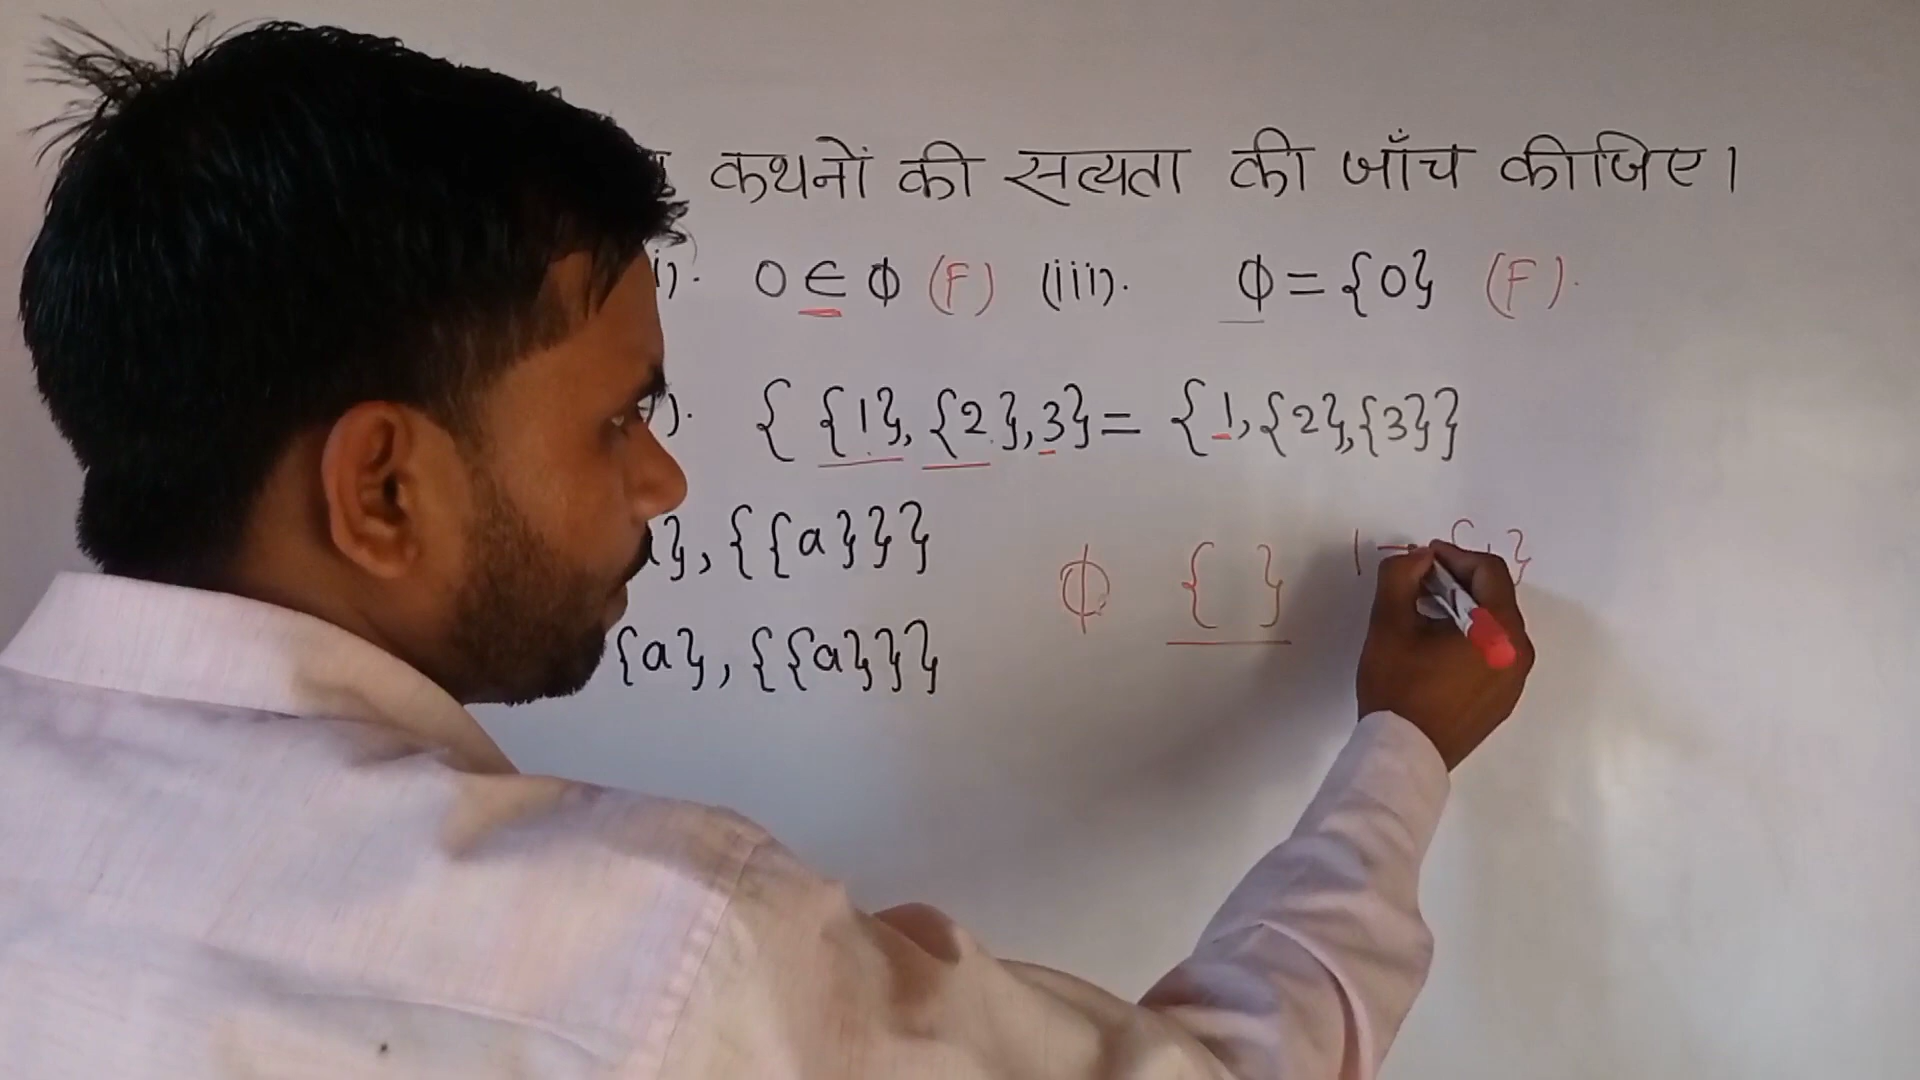 कथनों की सत्यता की जाँच कीजिए।
i). 0 ∈ ϕ (F) (iii). ϕ = {0} (F).
). { {1}, {2}, 3} = {1, {2}, {3}}
}, {{a}}}
ϕ { }
{a}, {{a}}}